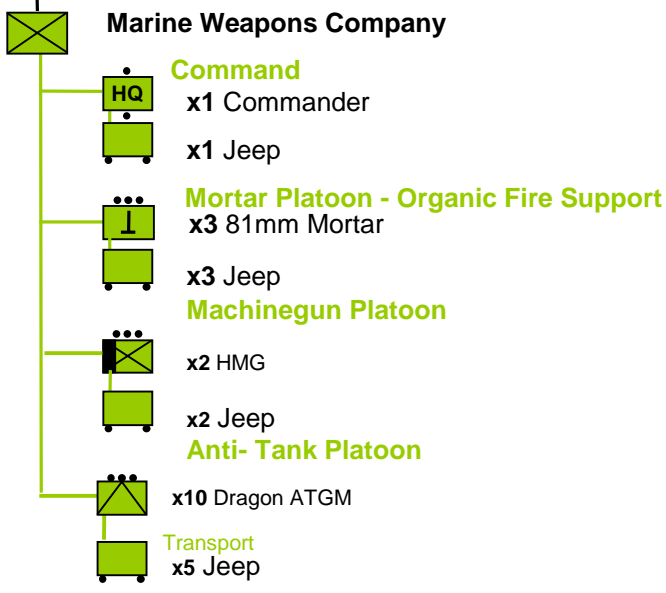 Marine Weapons Company
Command
HQ
x1 Commander
x1 Jeep
Mortar Platoon - Organic Fire Support
x3 81mm Mortar
x3 Jeep
Machinegun Platoon
x2 HMG
x2 Jeep
Anti- Tank Platoon
x10 Dragon ATGM
Transport
x5 Jeep